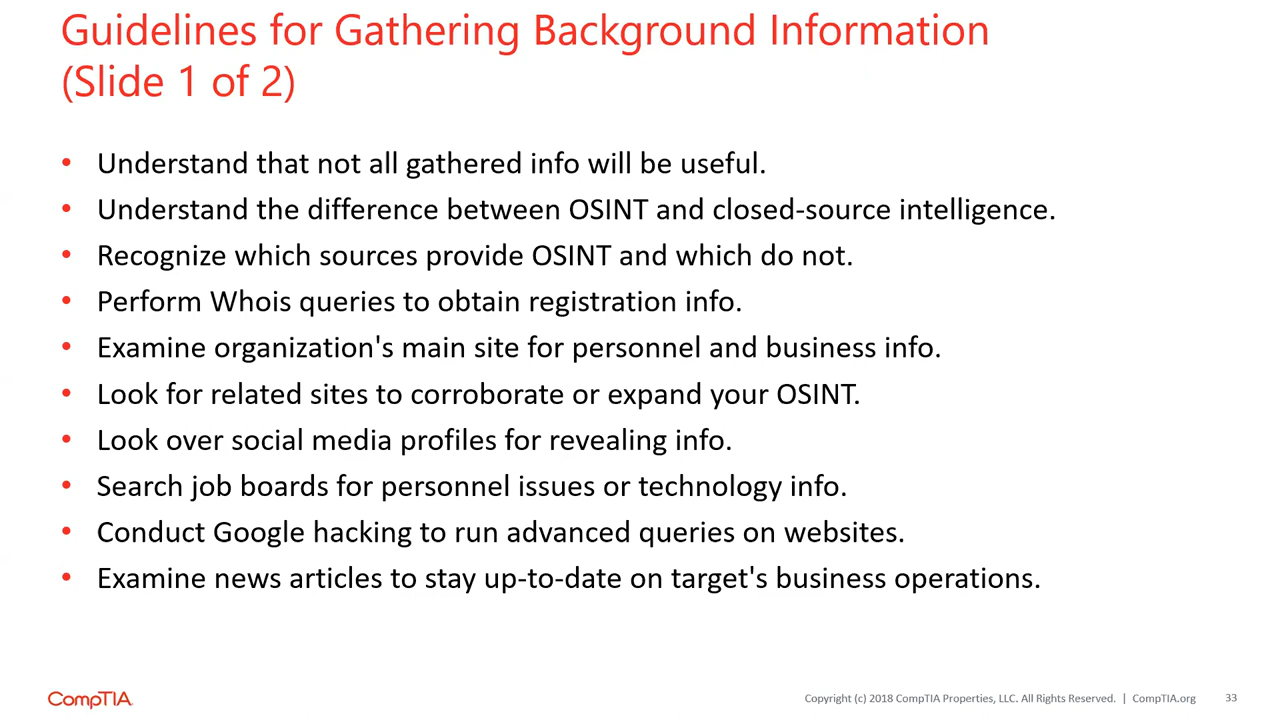 Guidelines for Gathering Background Information
(Slide 1 of 2)
• Understand that not all gathered info will be useful.
• Understand the difference between OSINT and closed-source intelligence.
• Recognize which sources provide OSINT and which do not.
• Perform Whois queries to obtain registration info.
• Examine organization's main site for personnel and business info.
• Look for related sites to corroborate or expand your OSINT.
• Look over social media profiles for revealing info.
• Search job boards for personnel issues or technology info.
• Conduct Google hacking to run advanced queries on websites.
• Examine news articles to stay up-to-date on target's business operations.
CompTIA. Copyright (c) 2018 CompTIA Properties, LLC. All Rights Reserved. | CompTIA.org 33